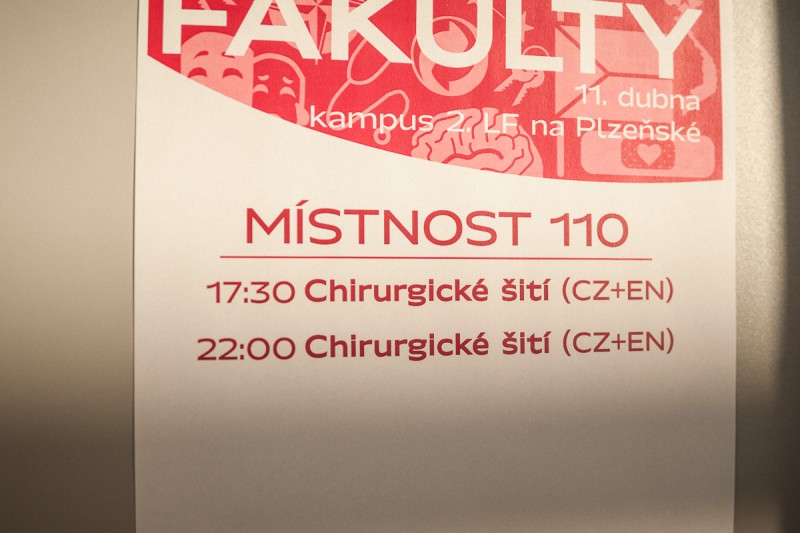 FAKULTY
11. dubna
kampus 2. LF na Plzeňské
MÍSTNOST 110
17:30 Chirurgické šití (CZ+EN)
22:00 Chirurgické šití (CZ+EN)